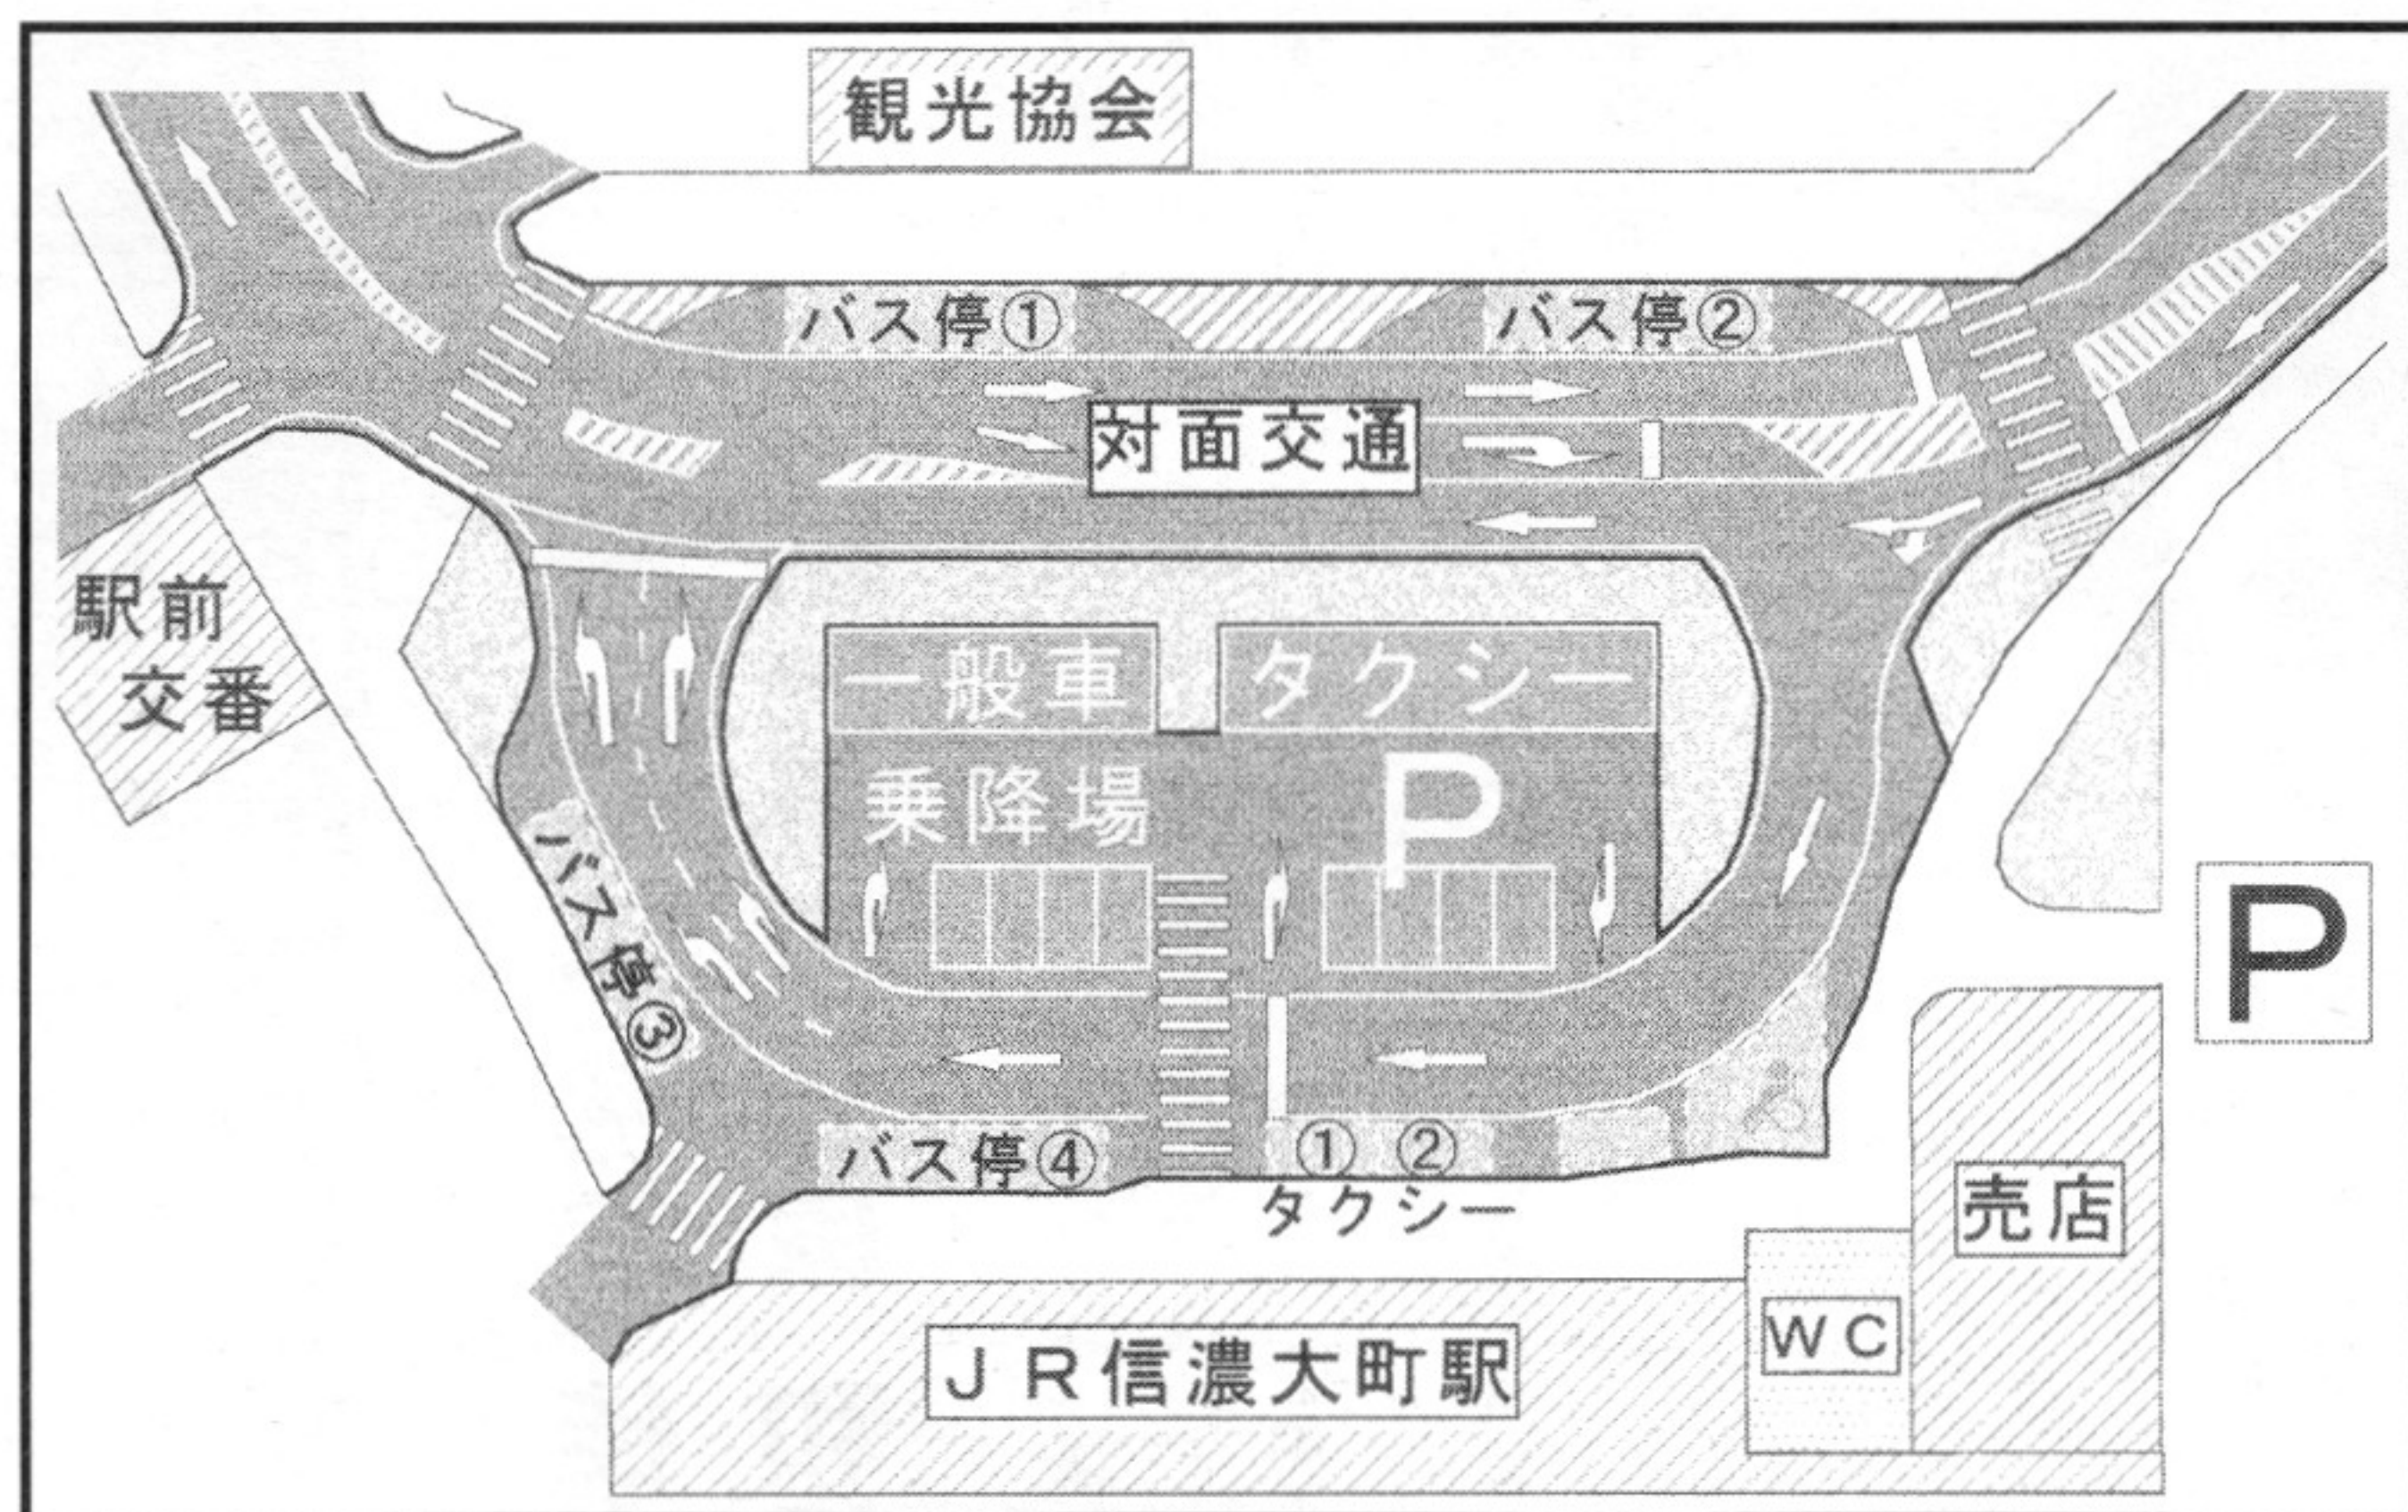 観光協会
バス停①
バス停②
対面交通
駅前
交番
一般車
タクシー
乗降場
P
バス停③
P
バス停④
① ②
タクシー
売店
WC
JR信濃大町駅